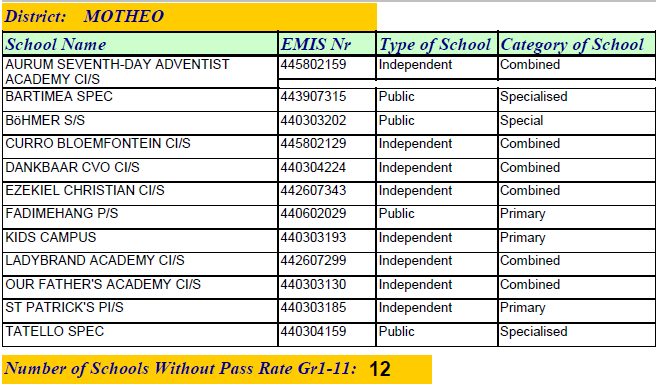 District: MOTHEO
School Name EMIS Nr Type of School Category of School
AURUM SEVENTH-DAY ADVENTIST 445802159 Independent Combined
ACADEMY CI/S
BARTIMEA SPEC 443907315 Public Specialised
BöHMER S/S 440303202 Public Special
CURRO BLOEMFONTEIN CI/S 445802129 Independent Combined
DANKBAAR CVO CI/S 440304224 Independent Combined
EZEKIEL CHRISTIAN CI/S 442607343 Independent Combined
FADIMEHANG P/S 440602029 Public Primary
KIDS CAMPUS 440303193 Independent Primary
LADYBRAND ACADEMY CI/S 442607299 Independent Combined
OUR FATHER'S ACADEMY CI/S 440303130 Independent Combined
ST PATRICK'S PI/S 440303185 Independent Primary
TATELLO SPEC 440304159 Public Specialised
Number of Schools Without Pass Rate Gr1-11: 12